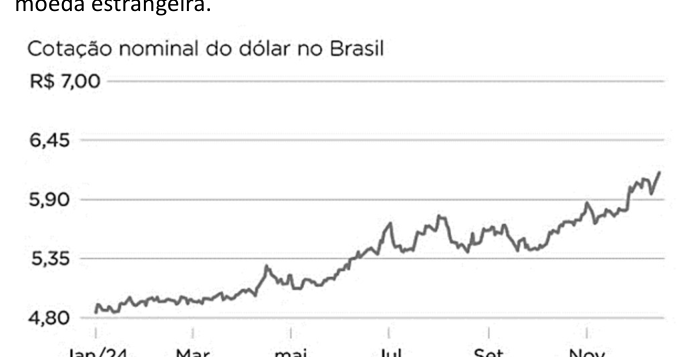 moeda estrangeira.
Cotação nominal do dólar no Brasil
R$ 7,00
6,45
5,90
5,35
4,80
Jan/24 Mar mai Jul Set Nov